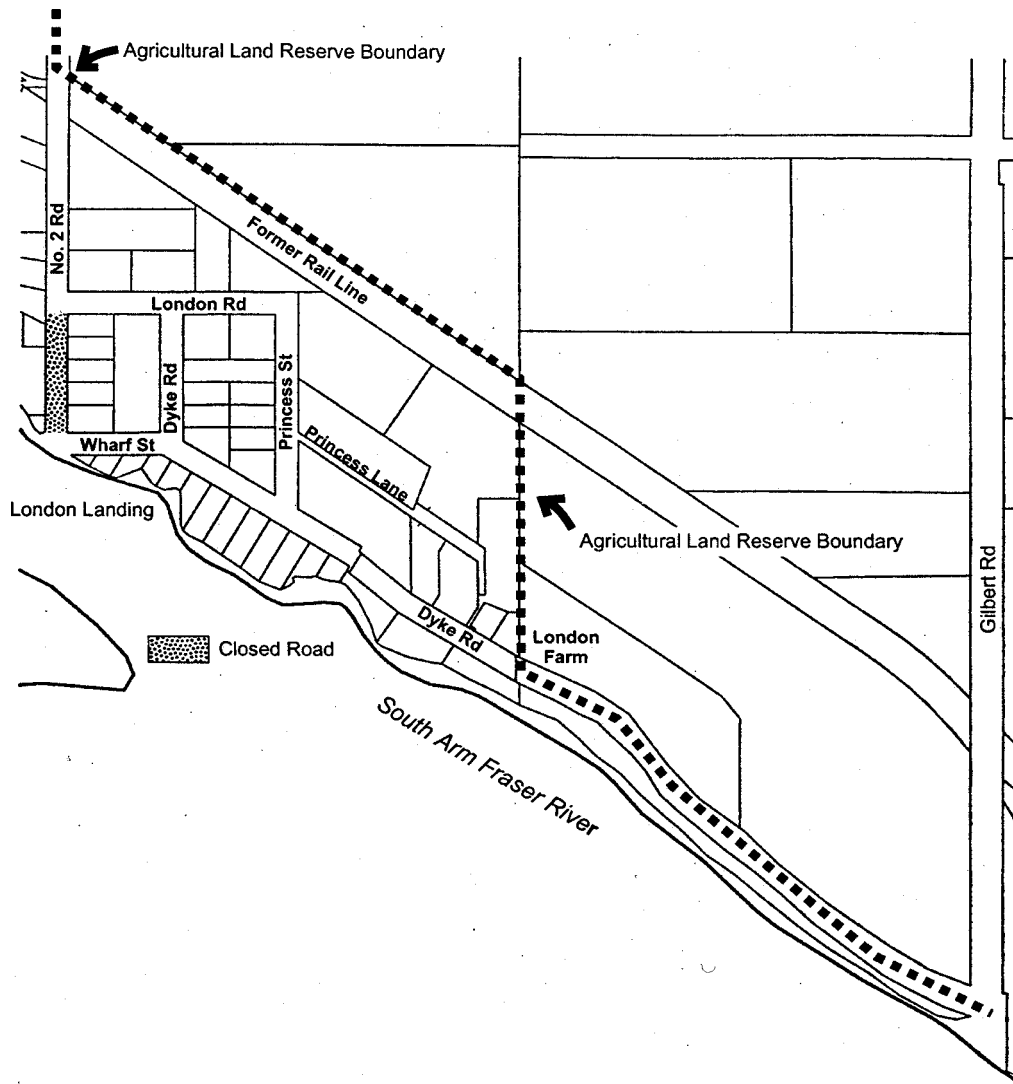 Agricultural Land Reserve Boundary
No. 2 Rd
Former Rail Line
London Rd
Dyke Rd
Princess St
Wharf St
Princess Lane
London Landing
Agricultural Land Reserve Boundary
Gilbert Rd
Dyke Rd
London
Farm
Closed Road
South Arm Fraser River